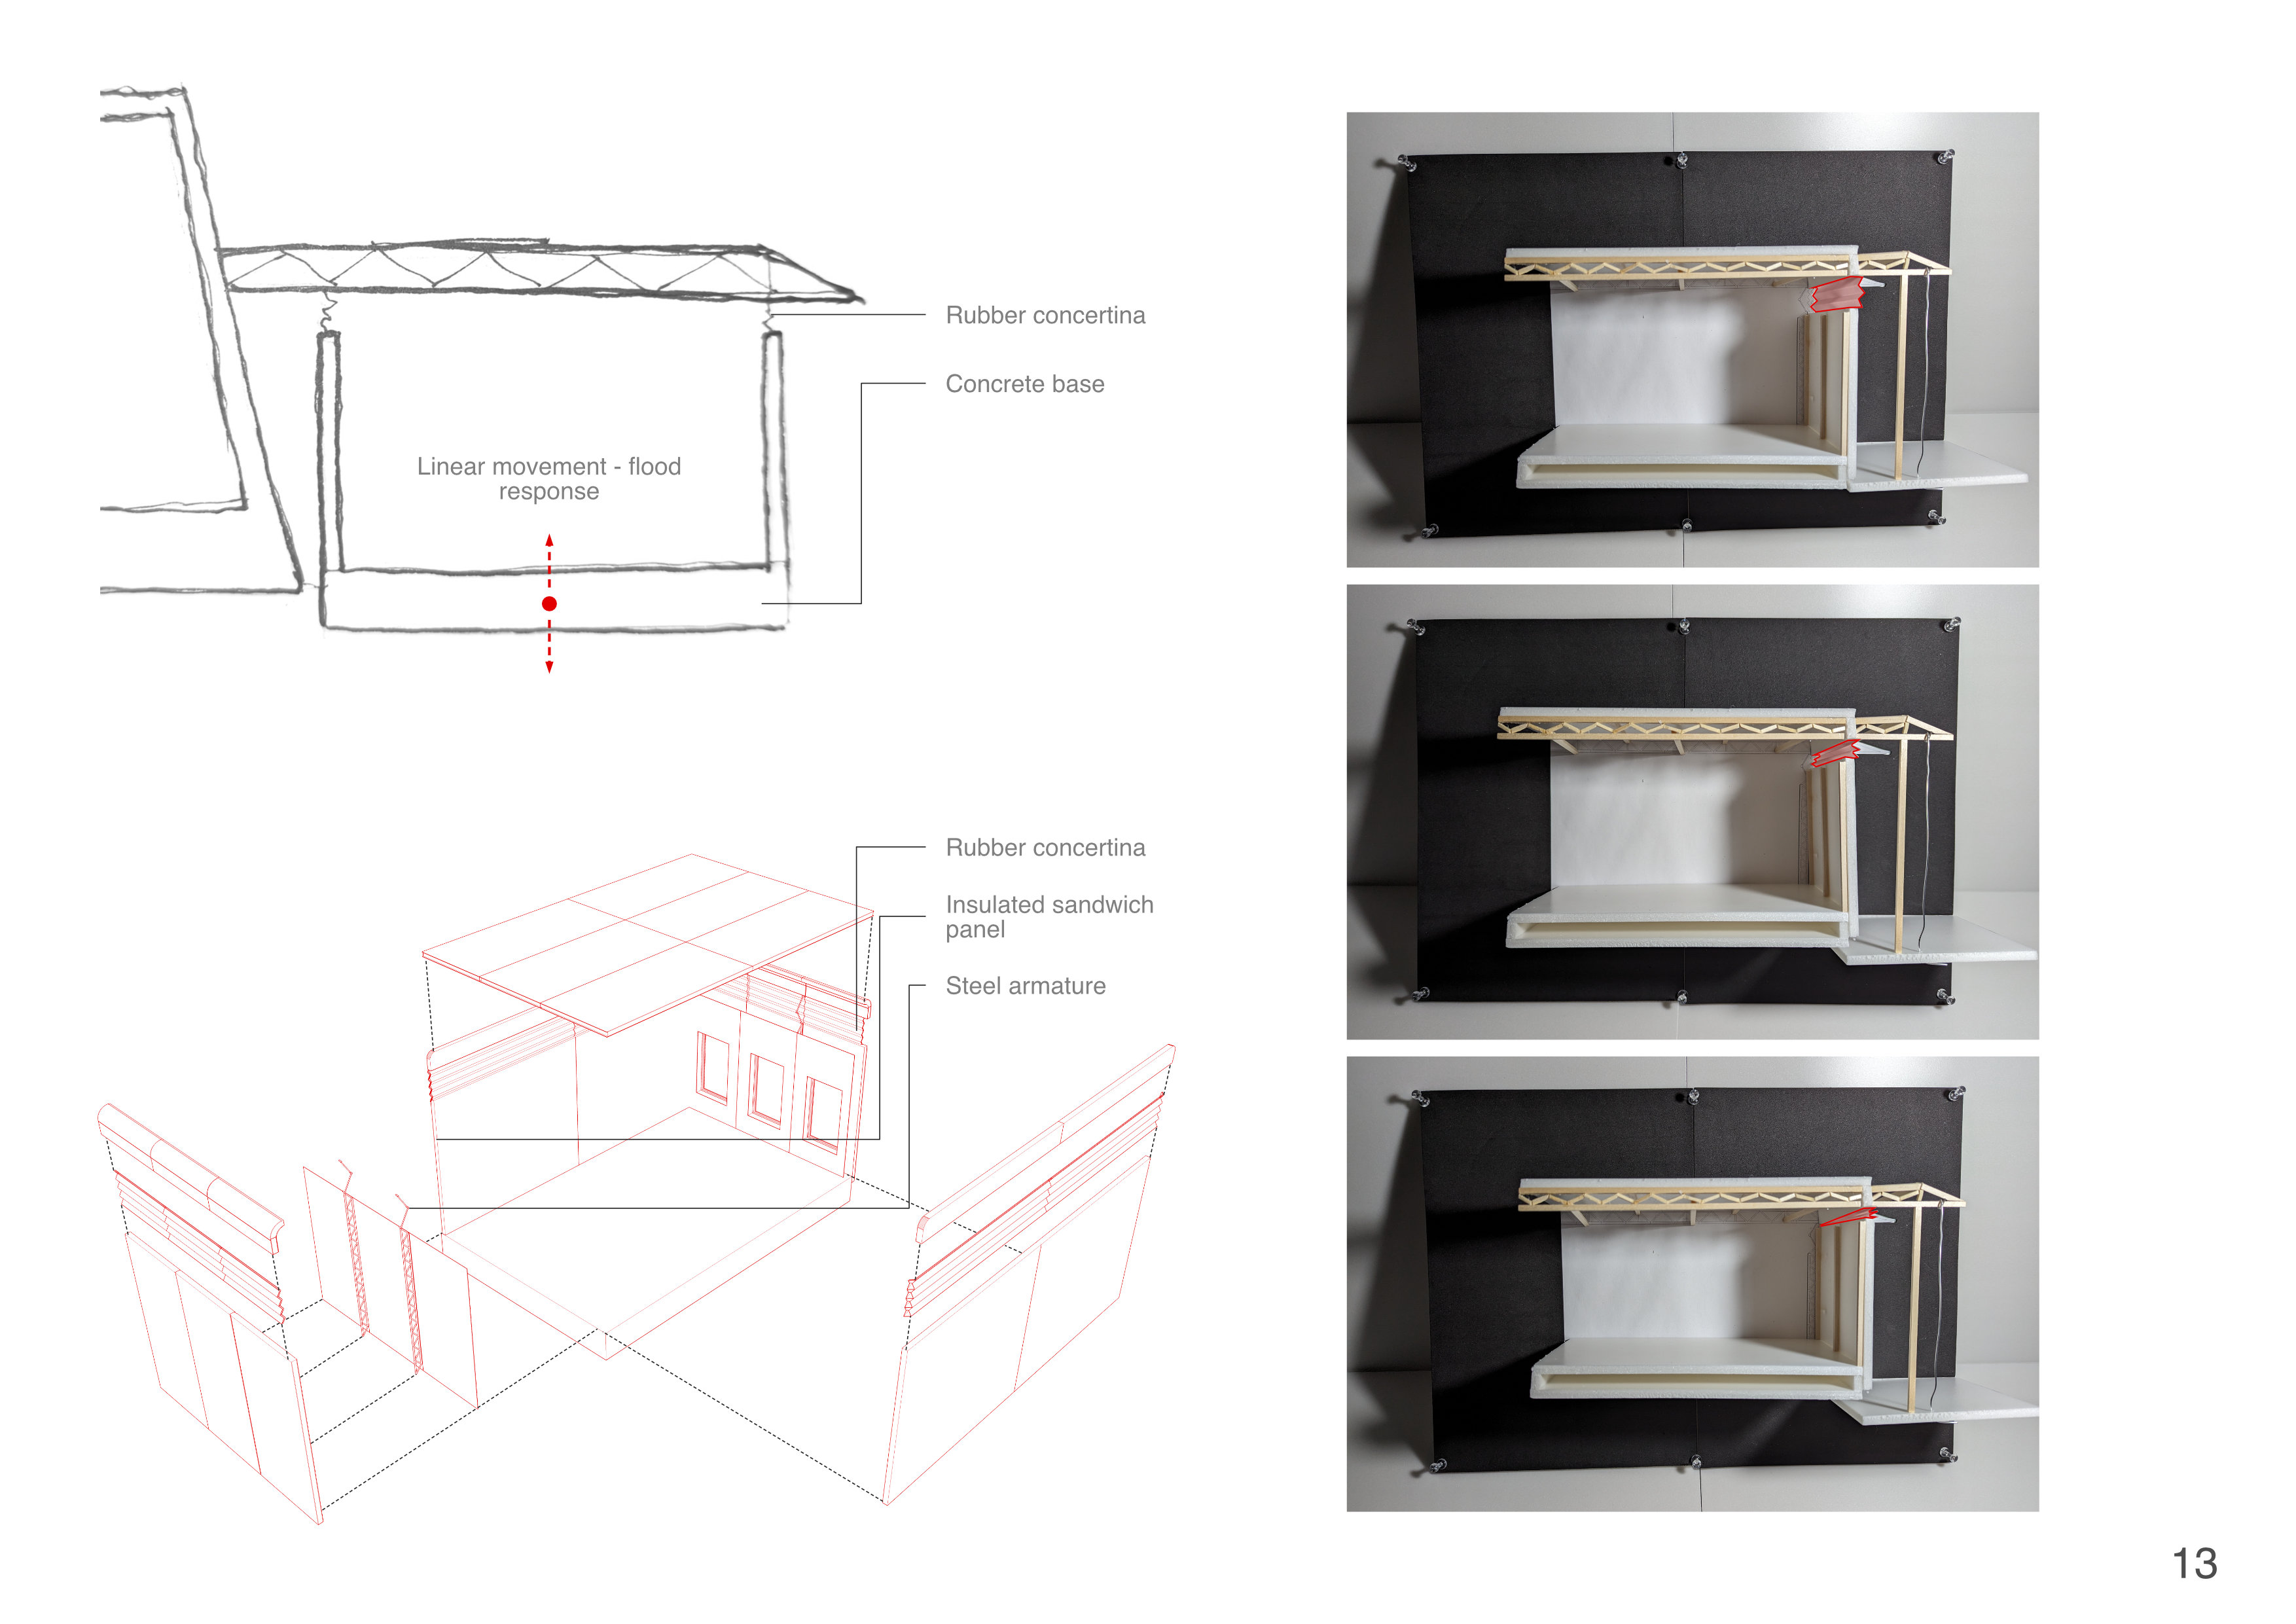 Rubber concertina
Concrete base
Linear movement - flood
response
Rubber concertina
Insulated sandwich
panel
Steel armature
13